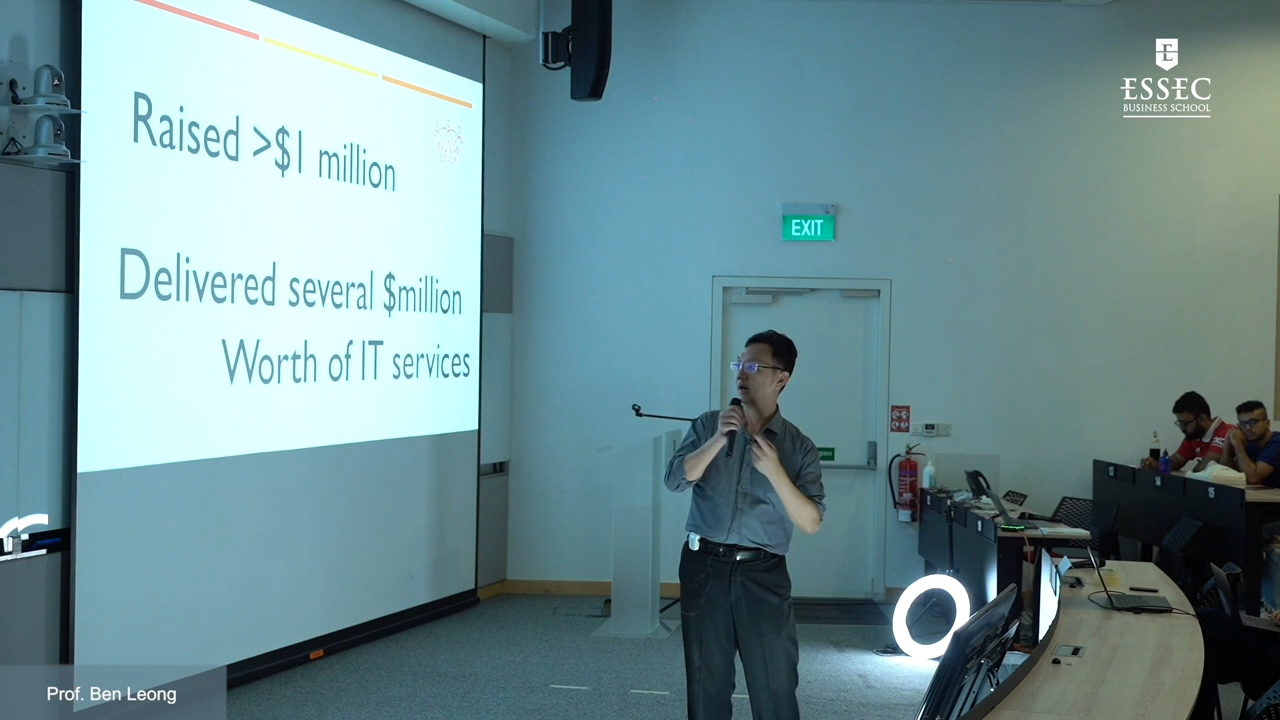 Raised >$1 million
Delivered several $million
Worth of IT services
ESSEC
BUSINESS SCHOOL
EXIT
Prof. Ben Leong